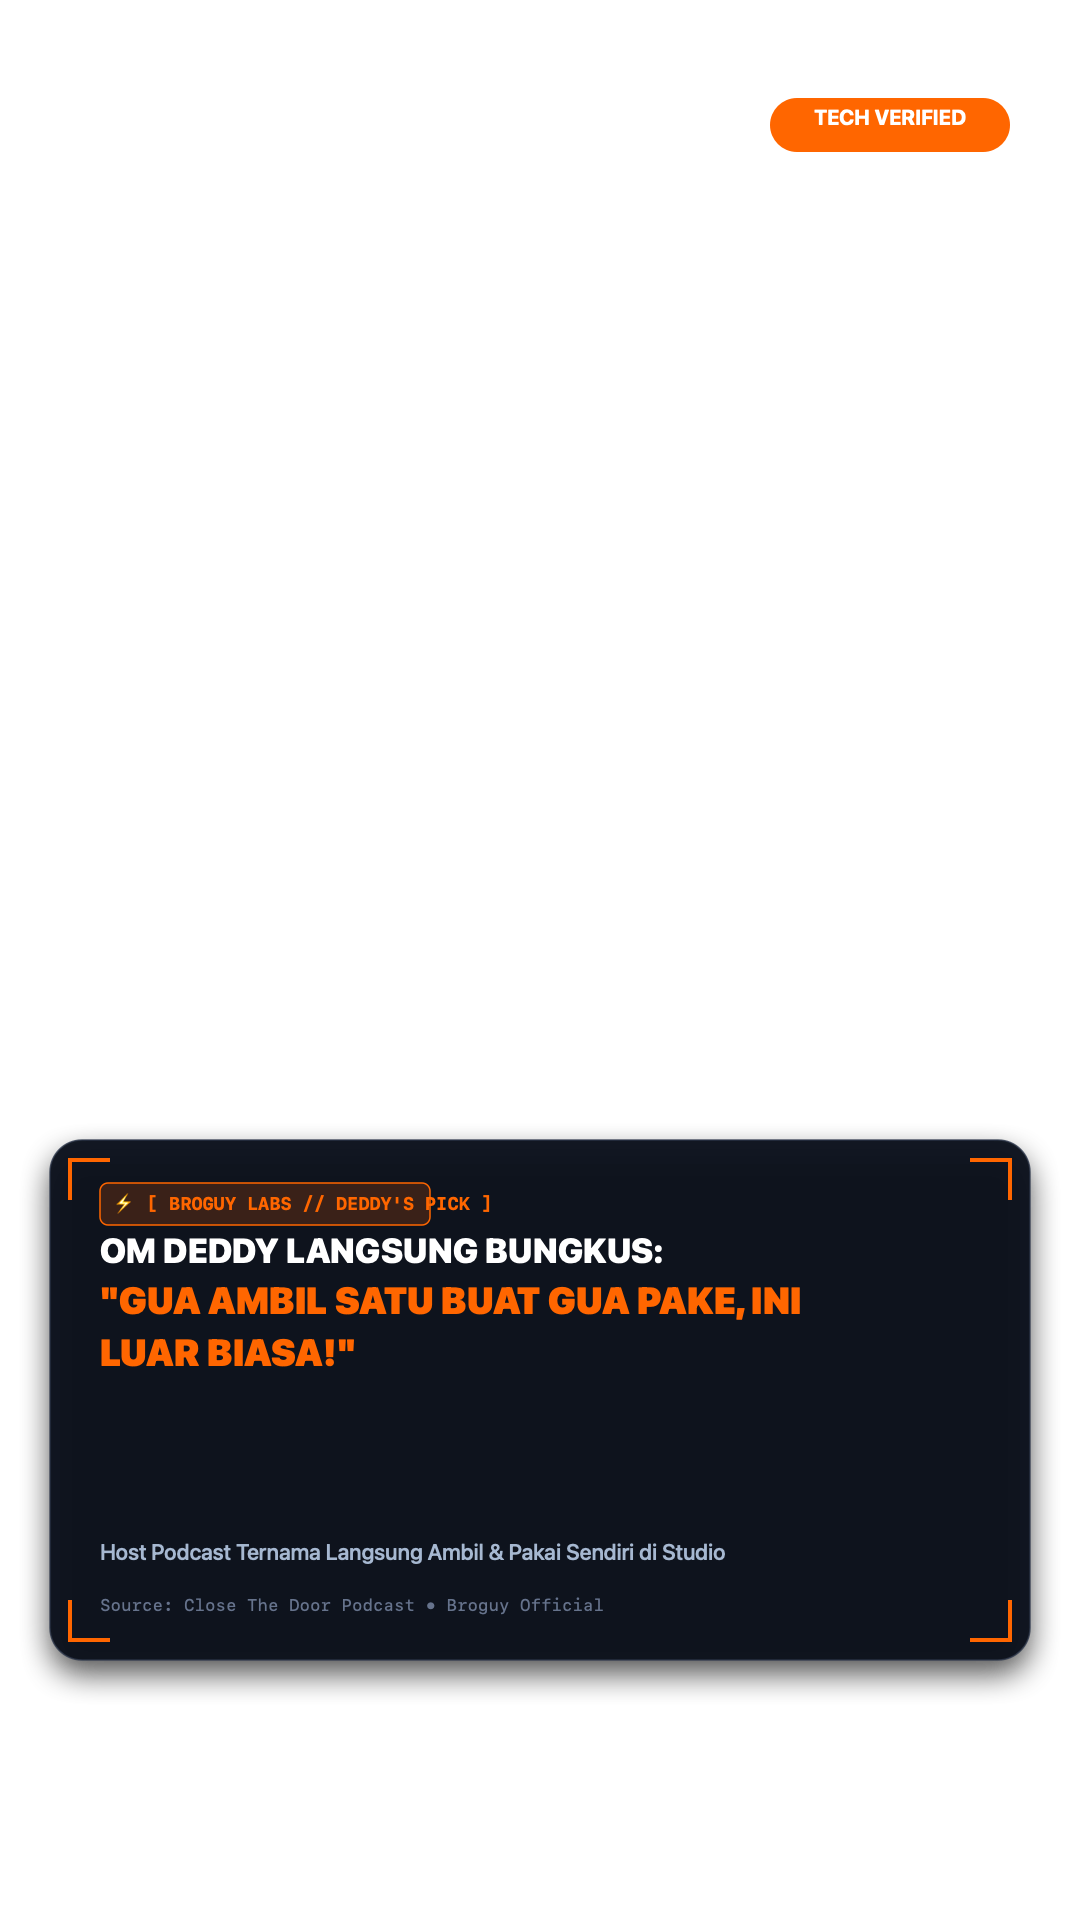 TECH VERIFIED
⚡ [ BROGUY LABS // DEDDY'S PICK ]
OM DEDDY LANGSUNG BUNGKUS:
"GUA AMBIL SATU BUAT GUA PAKE, INI
LUAR BIASA!"
Host Podcast Ternama Langsung Ambil & Pakai Sendiri di Studio
Source: Close The Door Podcast • Broguy Official